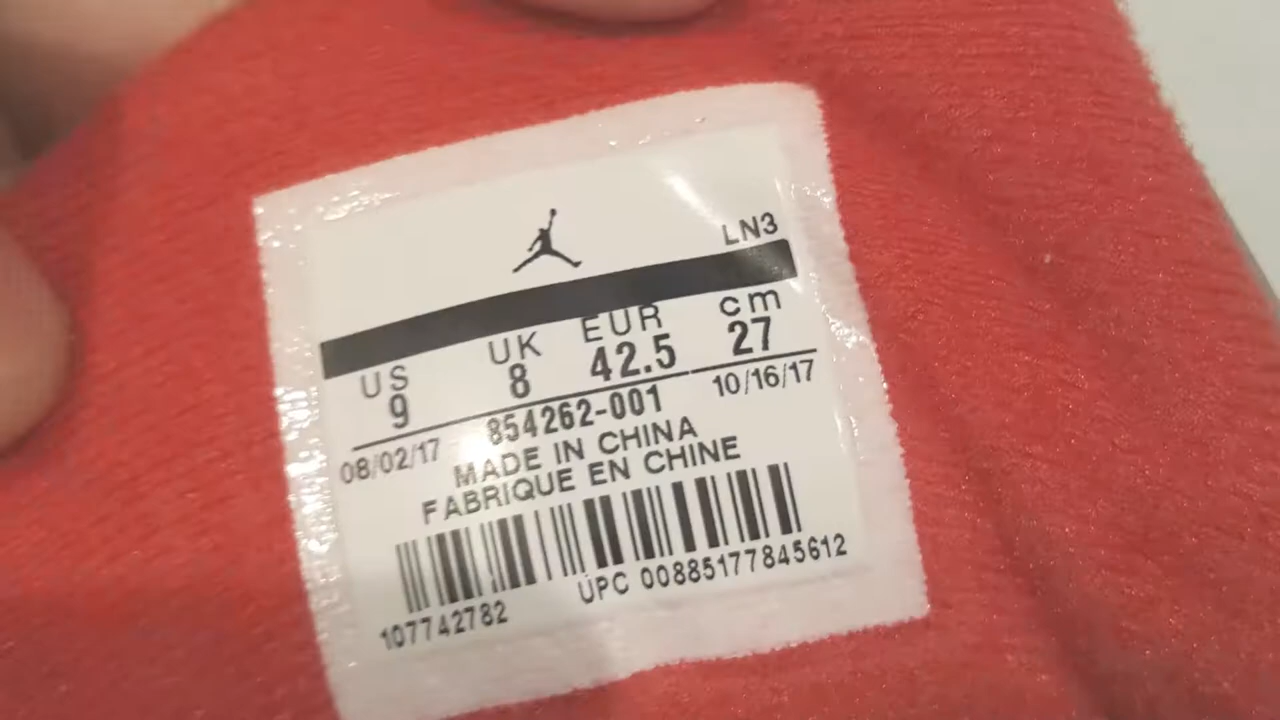 LN3
US UK EUR cm
9 8 42.5 27
08/02/17 854262-001 10/16/17
MADE IN CHINA
FABRIQUE EN CHINE
107742782 UPC 00885177845612